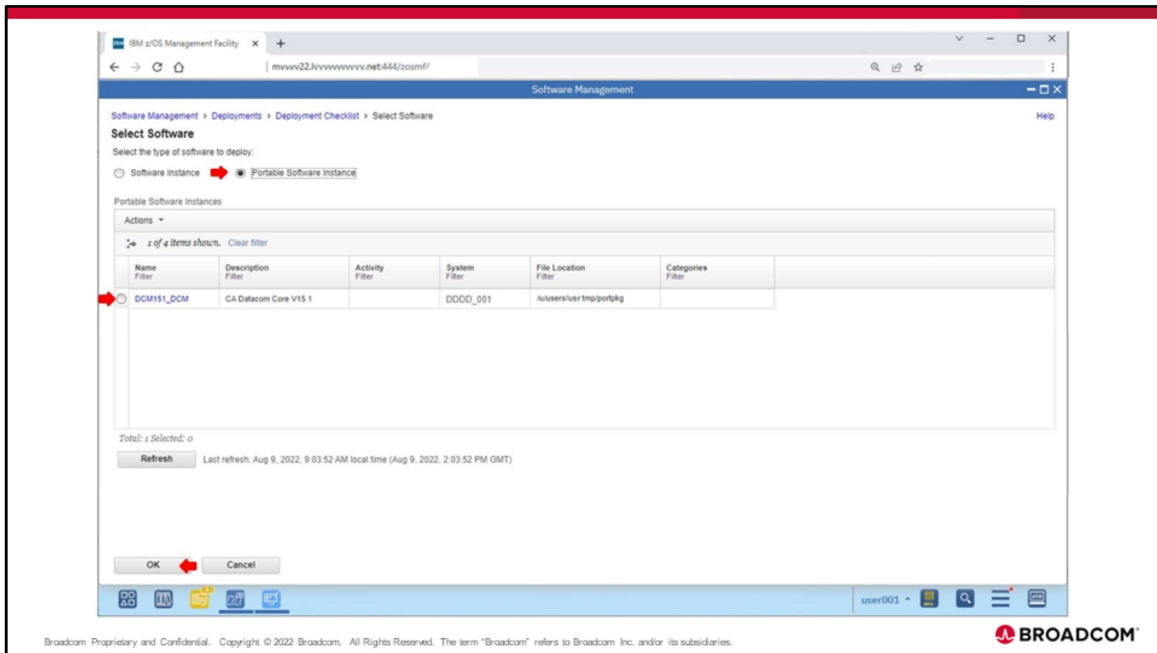 IBM z/OS Management Facility
Software Management
Software Management › Deployments › Deployment Checklist › Select Software Help
Select Software
Select the type of software to deploy:
Software Instance Portable Software Instance
Portable Software Instances
Actions
1 of 4 items shown. Clear filter
Name Description Activity System File Location Categories
Filter Filter Filter Filter Filter Filter
DCM151_DCM CA Datacom Core V15.1 DDDD_001 /u/users/usr tmp/portpkg
Total: 1 Selected: 0
Refresh Last refresh: Aug 9, 2022, 9:03:52 AM local time (Aug 9, 2022, 2:03:52 PM GMT)
OK Cancel
user001
Broadcom Proprietary and Confidential. Copyright © 2022 Broadcom. All Rights Reserved. The term "Broadcom" refers to Broadcom Inc. and/or its subsidiaries.
BROADCOM®